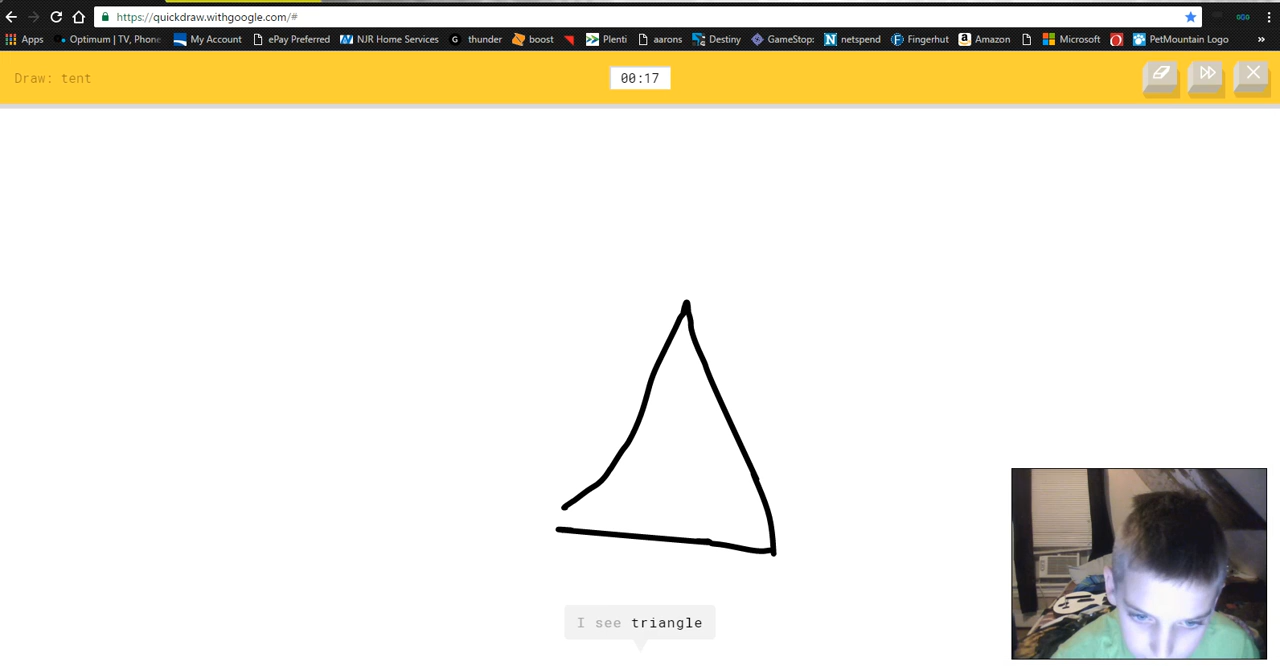 https://quickdraw.withgoogle.com/#
Apps Optimum | TV, Phone My Account ePay Preferred NJR Home Services thunder boost Plenti aarons Destiny GameStop: netspend Fingerhut Amazon Microsoft PetMountain Logo »
Draw: tent 00:17
I see triangle